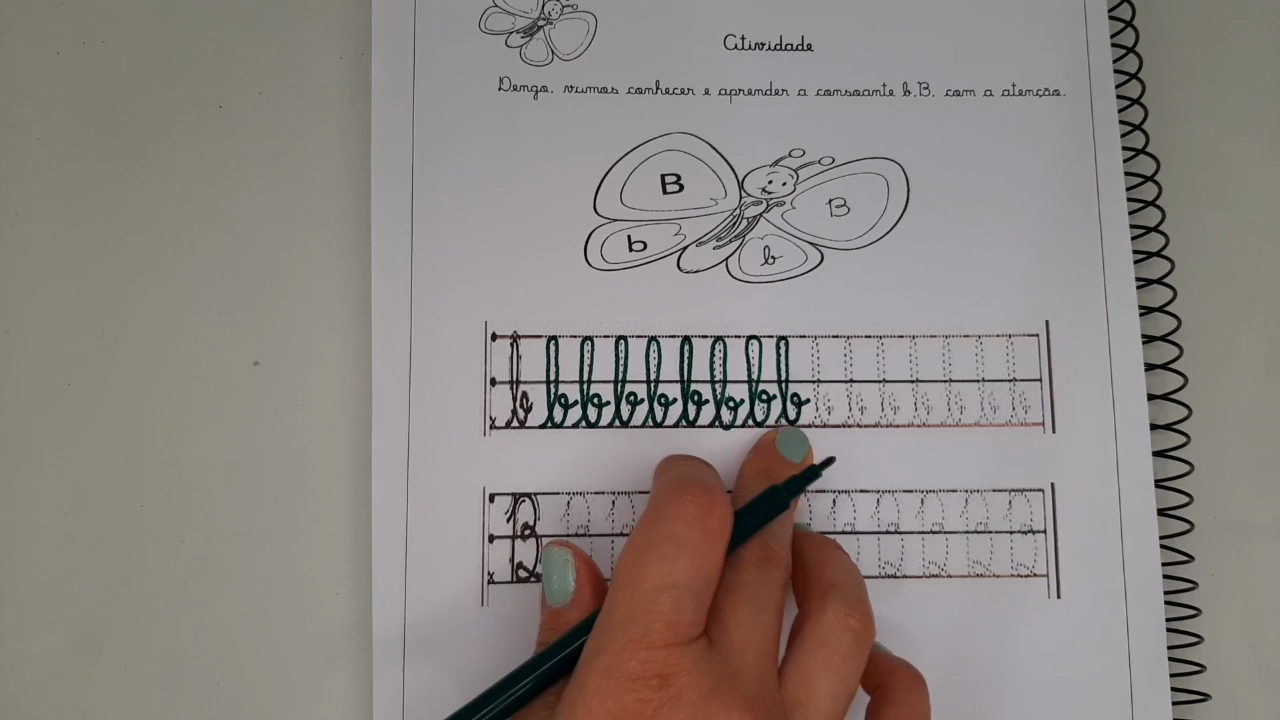 Atividade
Dengo, vamos conhecer e aprender a consoante b, B, com a atenção.
B B
b b
b b b b b b b b b
B